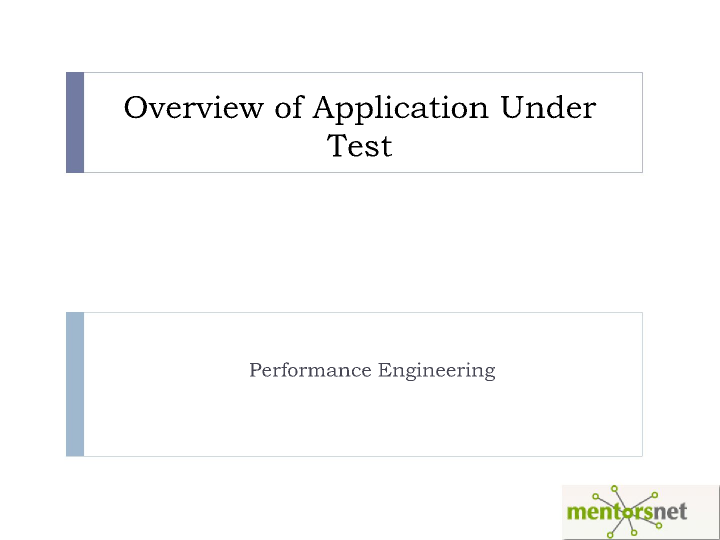 Overview of Application Under
Test
Performance Engineering
mentorsnet